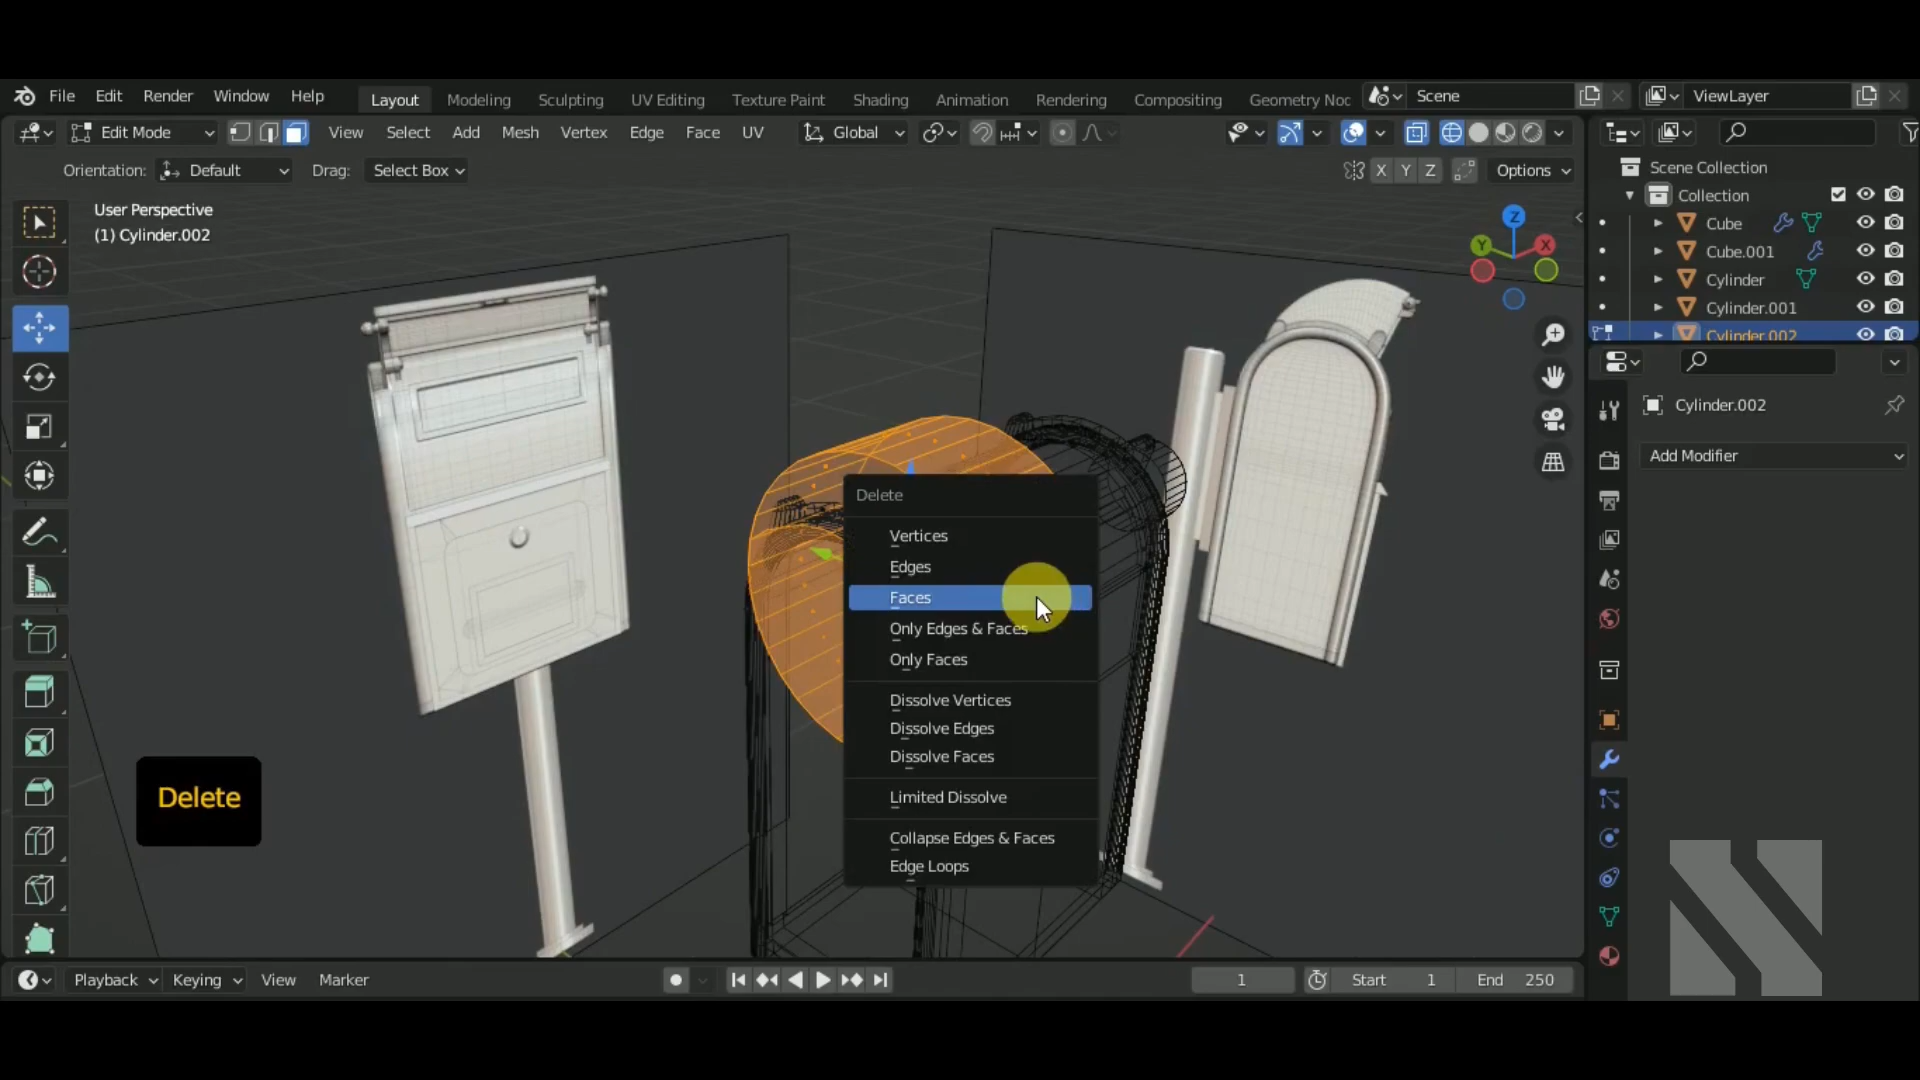 File Edit Render Window Help Layout Modeling Sculpting UV Editing Texture Paint Shading Animation Rendering Compositing Geometry Noc Scene ViewLayer
Edit Mode View Select Add Mesh Vertex Edge Face UV Global
Orientation: Default Drag: Select Box X Y Z Options
User Perspective
(1) Cylinder.002
Z
Y X
Scene Collection
Collection
Cube
Cube.001
Cylinder
Cylinder.001
Cylinder.002
Cylinder.002
Add Modifier
Delete
Vertices
Edges
Faces
Only Edges & Faces
Only Faces
Dissolve Vertices
Dissolve Edges
Dissolve Faces
Limited Dissolve
Collapse Edges & Faces
Edge Loops
Delete
Playback Keying View Marker 1 Start 1 End 250